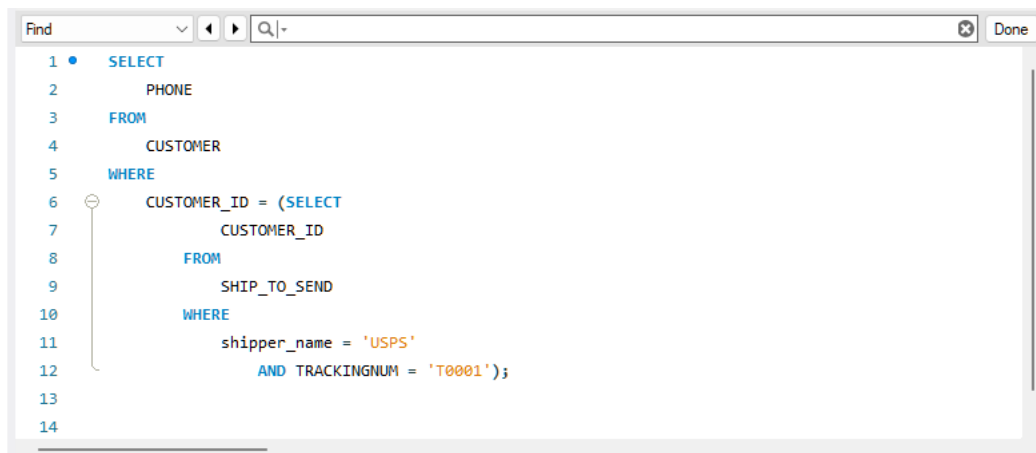 Find Done
1 SELECT
2 PHONE
3 FROM
4 CUSTOMER
5 WHERE
6 CUSTOMER_ID = (SELECT
7 CUSTOMER_ID
8 FROM
9 SHIP_TO_SEND
10 WHERE
11 shipper_name = 'USPS'
12 AND TRACKINGNUM = 'T0001');
13
14